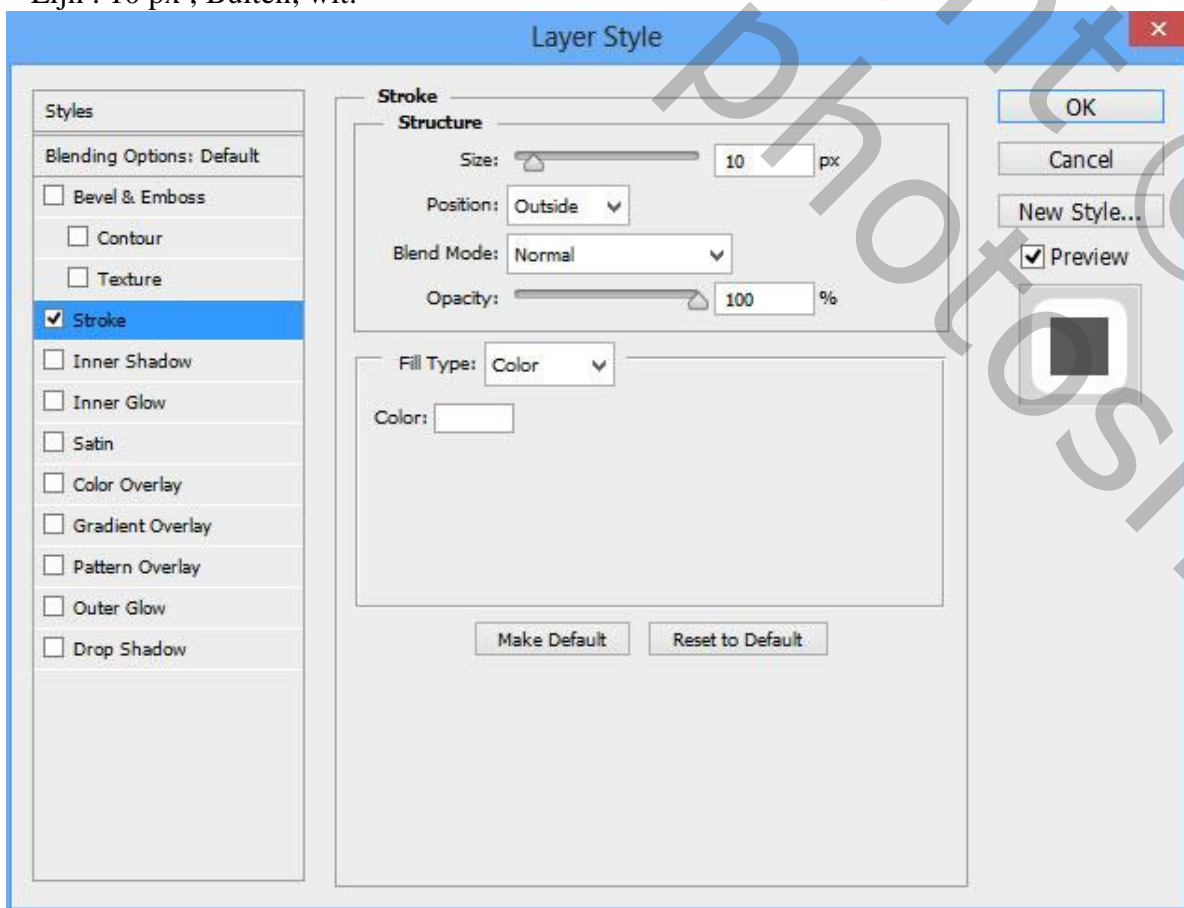 Lijn : 10 px , Buiten, wit.
Layer Style
Styles
Blending Options: Default
Bevel & Emboss
Contour
Texture
Stroke
Inner Shadow
Inner Glow
Satin
Color Overlay
Gradient Overlay
Pattern Overlay
Outer Glow
Drop Shadow
Stroke
Structure
Size: 10 px
Position: Outside
Blend Mode: Normal
Opacity: 100 %
Fill Type: Color
Color:
Make Default Reset to Default
OK
Cancel
New Style...
Preview